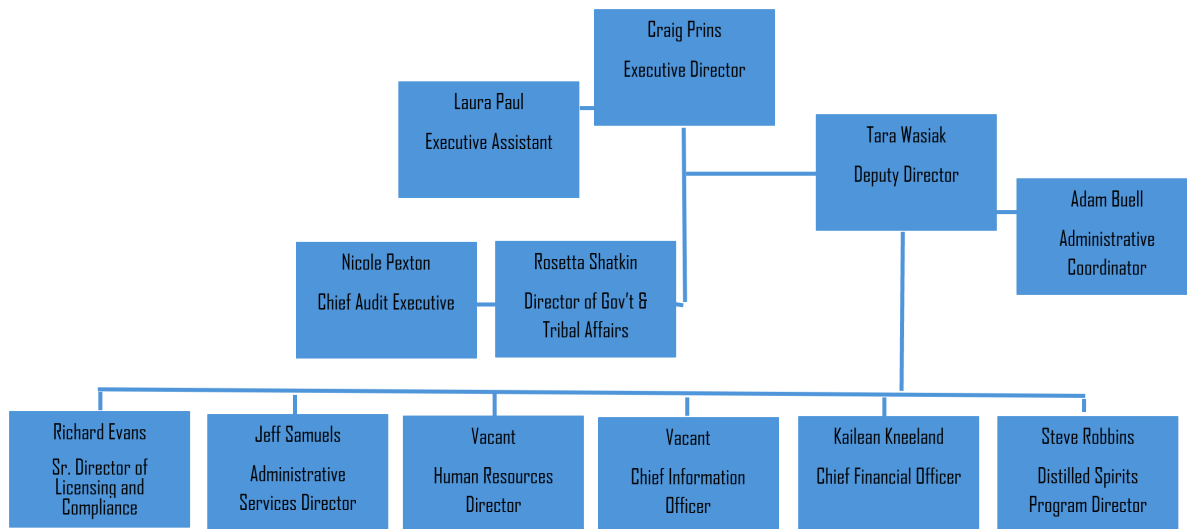 Craig Prins
Executive Director
Laura Paul
Executive Assistant
Tara Wasiak
Deputy Director
Adam Buell
Administrative
Coordinator
Nicole Pexton
Chief Audit Executive
Rosetta Shatkin
Director of Gov't &
Tribal Affairs
Richard Evans
Sr. Director of
Licensing and
Compliance
Jeff Samuels
Administrative
Services Director
Vacant
Human Resources
Director
Vacant
Chief Information
Officer
Kailean Kneeland
Chief Financial Officer
Steve Robbins
Distilled Spirits
Program Director